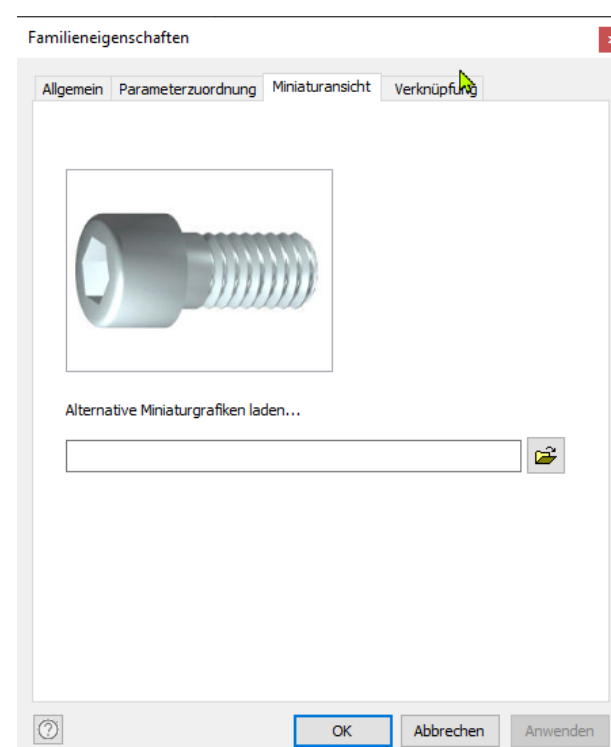 Familieneigenschaften
Allgemein Parameterzuordnung Miniaturansicht Verknüpfung
Alternative Miniaturgrafiken laden...
? OK Abbrechen Anwenden